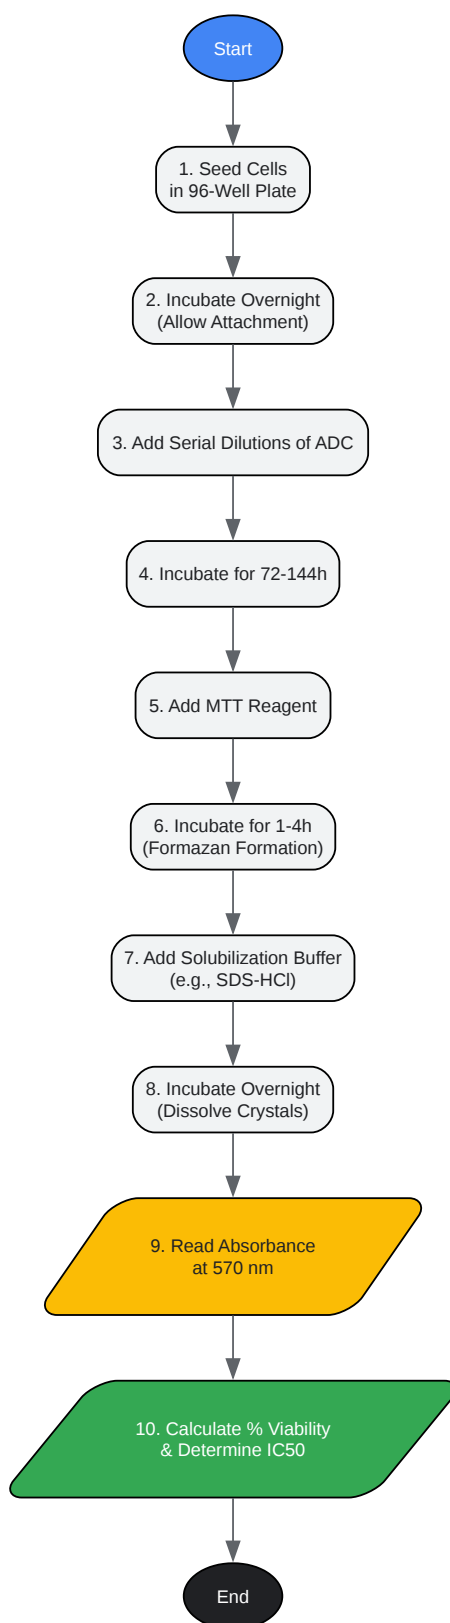 Start
1. Seed Cells
in 96-Well Plate
2. Incubate Overnight
(Allow Attachment)
3. Add Serial Dilutions of ADC
4. Incubate for 72-144h
5. Add MTT Reagent
6. Incubate for 1-4h
(Formazan Formation)
7. Add Solubilization Buffer
(e.g., SDS-HCl)
8. Incubate Overnight
(Dissolve Crystals)
9. Read Absorbance
at 570 nm
10. Calculate % Viability
& Determine IC50
End